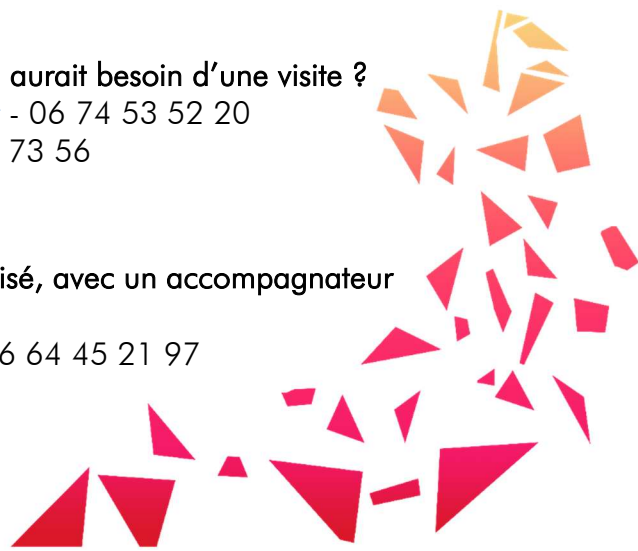 aurait besoin d’une visite ?
- 06 74 53 52 20
73 56
isé, avec un accompagnateur
6 64 45 21 97